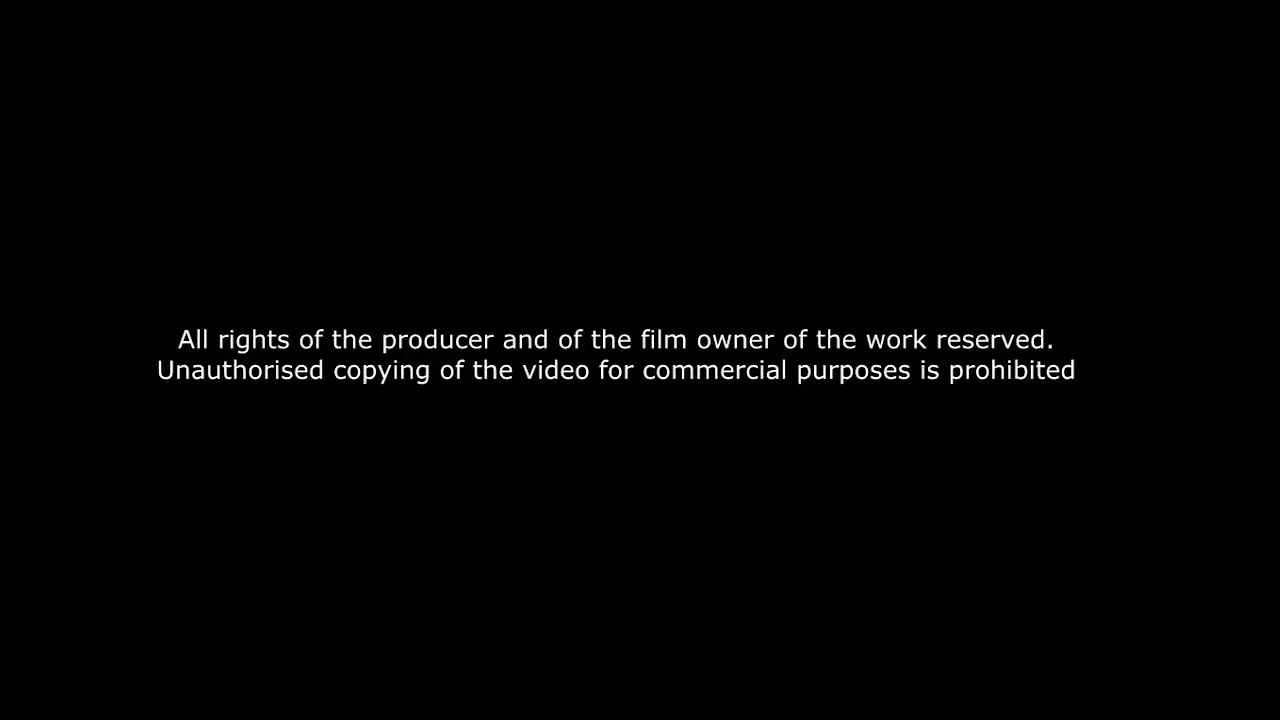 All rights of the producer and of the film owner of the work reserved.
Unauthorised copying of the video for commercial purposes is prohibited